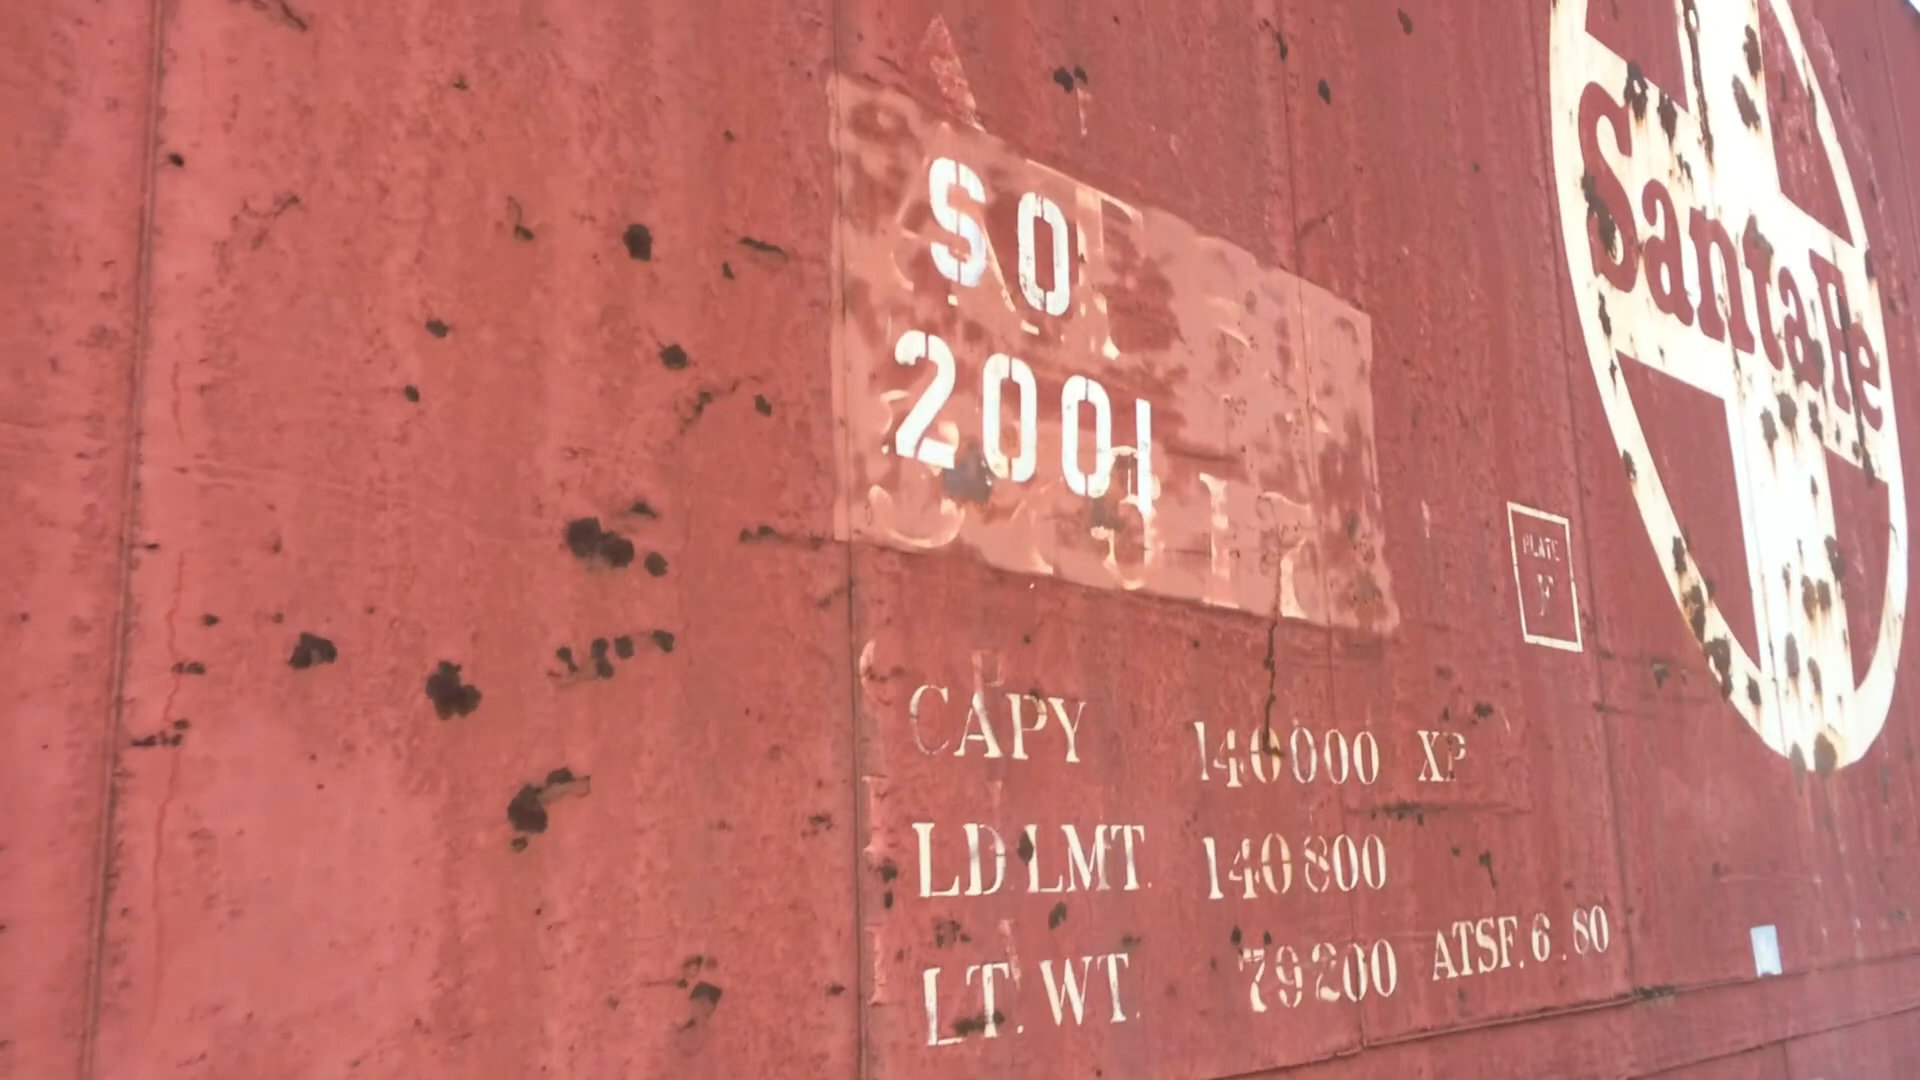 SO
2001
Santa Fe
PLATE
F
CAPY 140000 XP
LD LMT. 140800
LT. WT. 79200 ATSF. 6.80